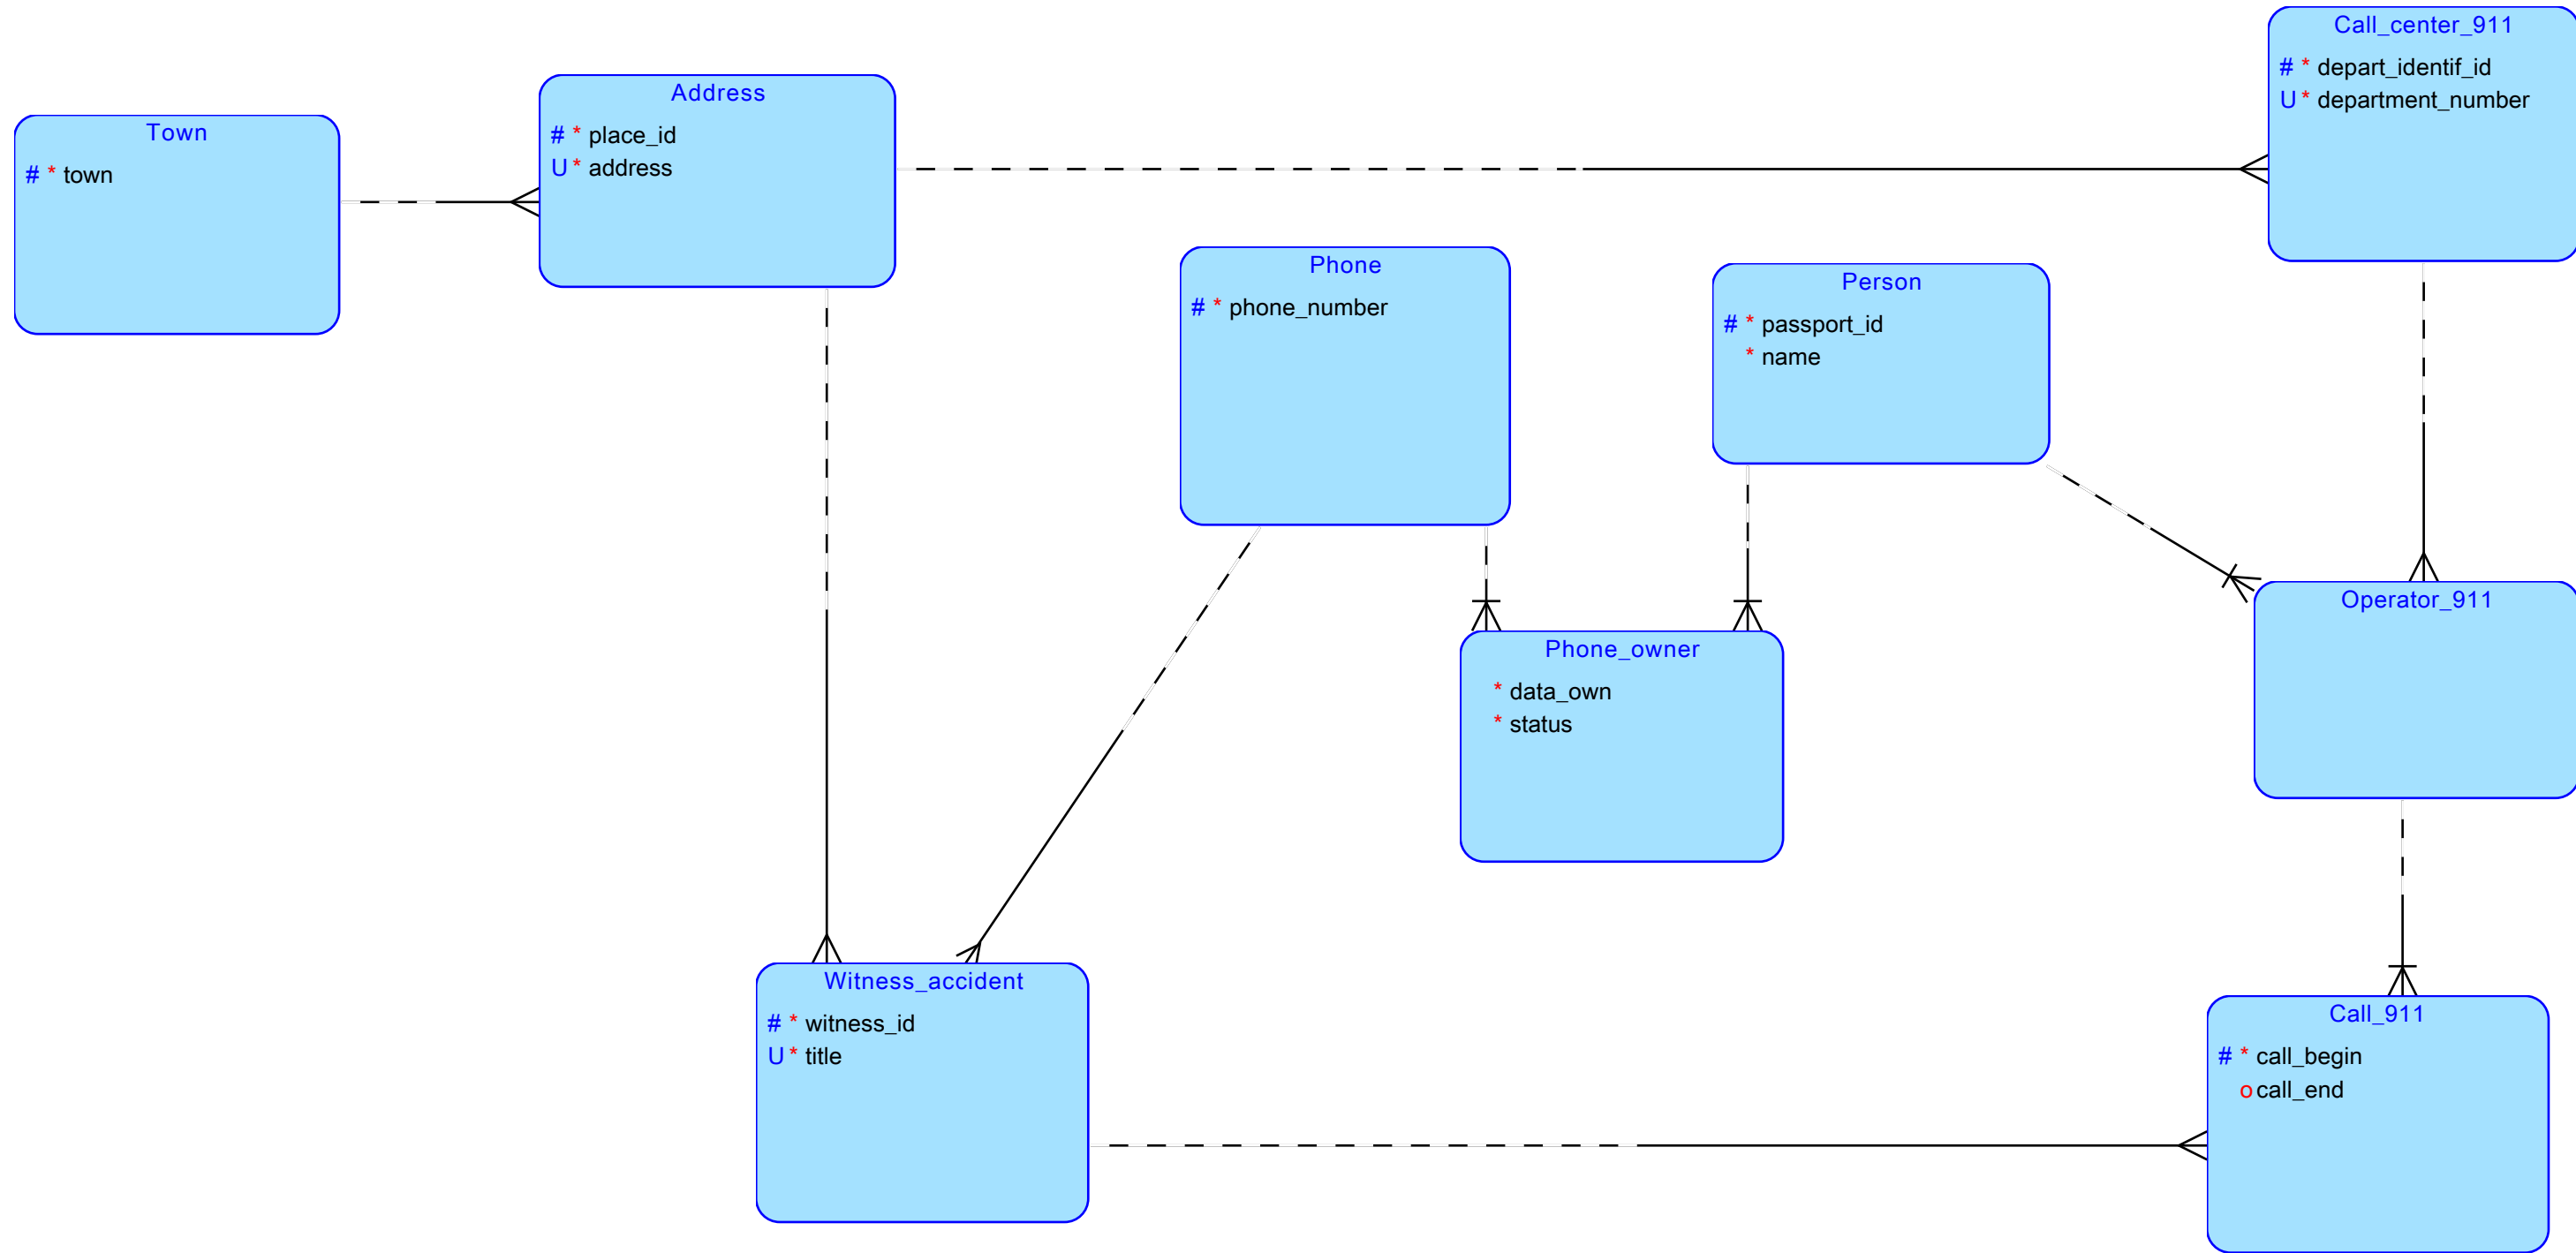 Call_center_911
# * depart_identif_id
U * department_number
Address
# * place_id
U * address
Town
# * town
Phone
# * phone_number
Person
# * passport_id
* name
Operator_911
Phone_owner
* data_own
* status
Witness_accident
# * witness_id
U * title
Call_911
# * call_begin
o call_end